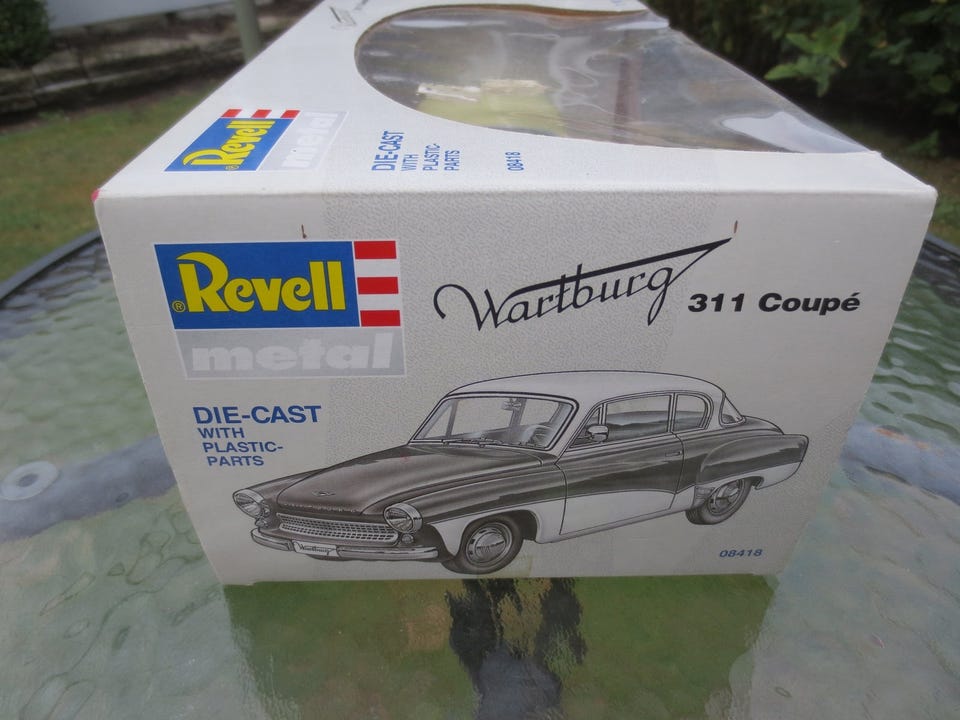 Revell
metal
DIE-CAST
WITH
PLASTIC-
PARTS
08418
® Revell
metal
Wartburg 311 Coupé
DIE-CAST
WITH
PLASTIC-
PARTS
Wartburg
08418